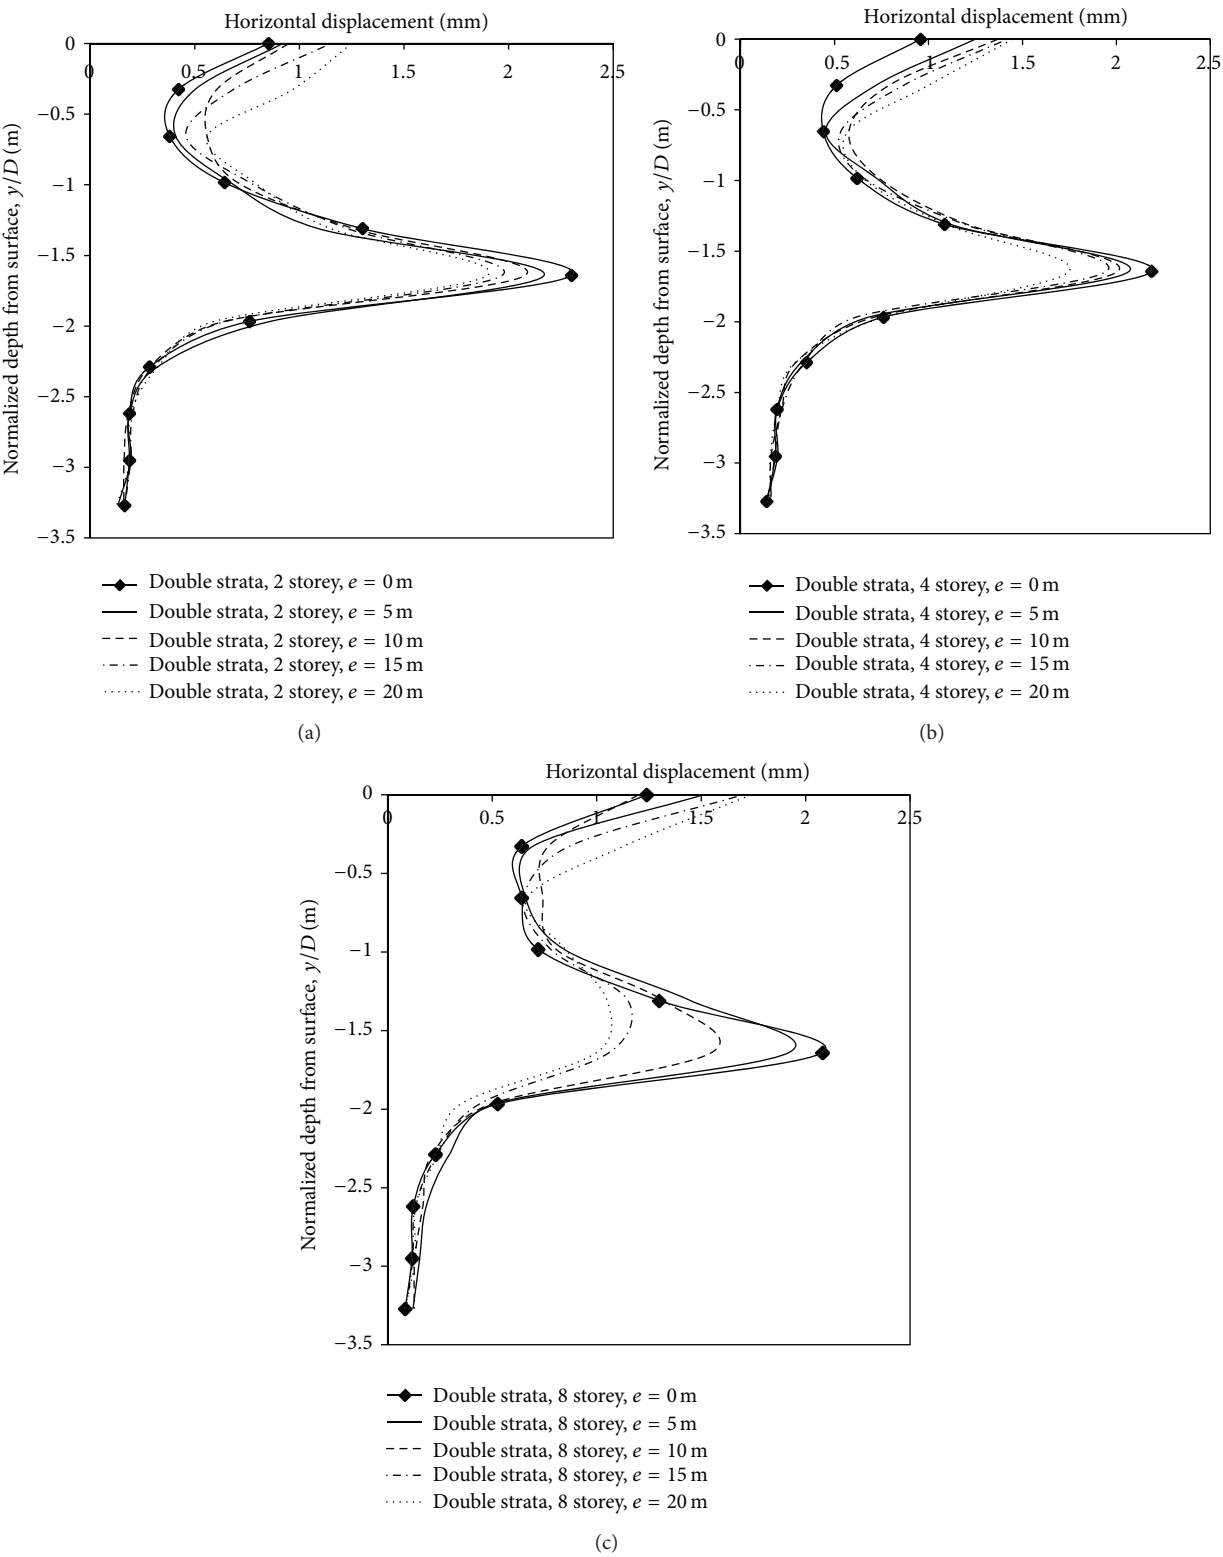 Horizontal displacement (mm)
0
0 0.5 1 1.5 2 2.5
−0.5
−1
−1.5
−2
−2.5
−3
−3.5
Normalized depth from surface, y/D (m)
Double strata, 2 storey, e = 0 m
Double strata, 2 storey, e = 5 m
Double strata, 2 storey, e = 10 m
Double strata, 2 storey, e = 15 m
Double strata, 2 storey, e = 20 m
(a)
Horizontal displacement (mm)
0
0 0.5 1 1.5 2 2.5
−0.5
−1
−1.5
−2
−2.5
−3
−3.5
Normalized depth from surface, y/D (m)
Double strata, 4 storey, e = 0 m
Double strata, 4 storey, e = 5 m
Double strata, 4 storey, e = 10 m
Double strata, 4 storey, e = 15 m
Double strata, 4 storey, e = 20 m
(b)
Horizontal displacement (mm)
0
0 0.5 1 1.5 2 2.5
−0.5
−1
−1.5
−2
−2.5
−3
−3.5
Normalized depth from surface, y/D (m)
Double strata, 8 storey, e = 0 m
Double strata, 8 storey, e = 5 m
Double strata, 8 storey, e = 10 m
Double strata, 8 storey, e = 15 m
Double strata, 8 storey, e = 20 m
(c)